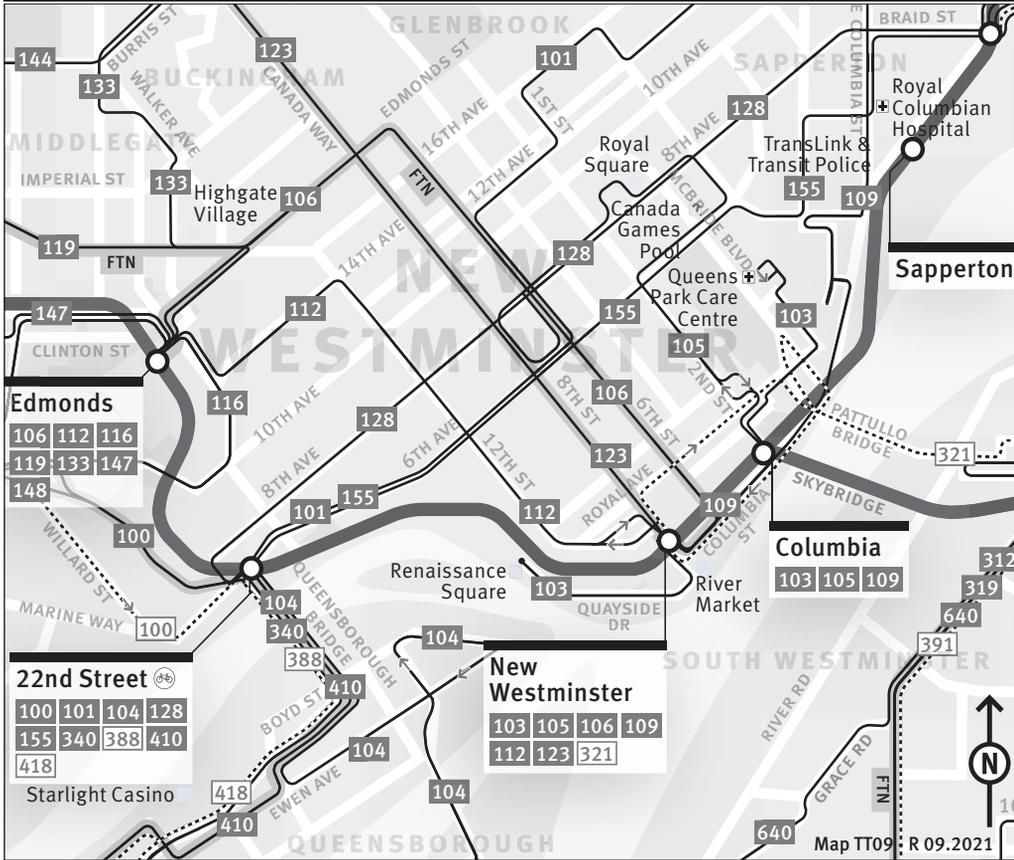 BURRIS ST
123
GLENBROOK
BRAID ST
144
BUCKINGHAM
EDMONDS ST
101
10TH AVE
SAPPERTON
E COLUMBIA ST
133
WALKER AVE
CANADA WAY
16TH AVE
1ST ST
128
Royal
Columbian
Hospital
MIDDLEGATE
Royal
Square
8TH AVE
TransLink &
Transit Police
IMPERIAL ST
133
Highgate
Village
106
FTN
12TH AVE
MCBRIDE BLVD
155
109
Canada
Games
Pool
119
FTN
14TH AVE
NEW
WESTMINSTER
128
Queens
Park Care
Centre
Sapperton
147
112
155
103
CLINTON ST
105
Edmonds
106 112 116
119 133 147
148
116
10TH AVE
128
8TH ST
106
6TH ST
2ND ST
PATTULLO
BRIDGE
8TH AVE
6TH AVE
12TH ST
123
321
SKYBRIDGE
100
101
155
112
ROYAL AVE
109
COLUMBIA
ST
WILLARD ST
Columbia
103 105 109
312
Renaissance
Square
103
River
Market
319
MARINE WAY
100
104
QUEENSBOROUGH
BRIDGE
QUAYSIDE
DR
640
340
104
391
388
22nd Street
100 101 104 128
155 340 388 410
418
New
Westminster
103 105 106 109
112 123 321
SOUTH WESTMINSTER
410
BOYD ST
RIVER RD
104
GRACE RD
N
Starlight Casino
418
EWEN AVE
104
FTN
410
QUEENSBOROUGH
640
Map TT09 R 09.2021